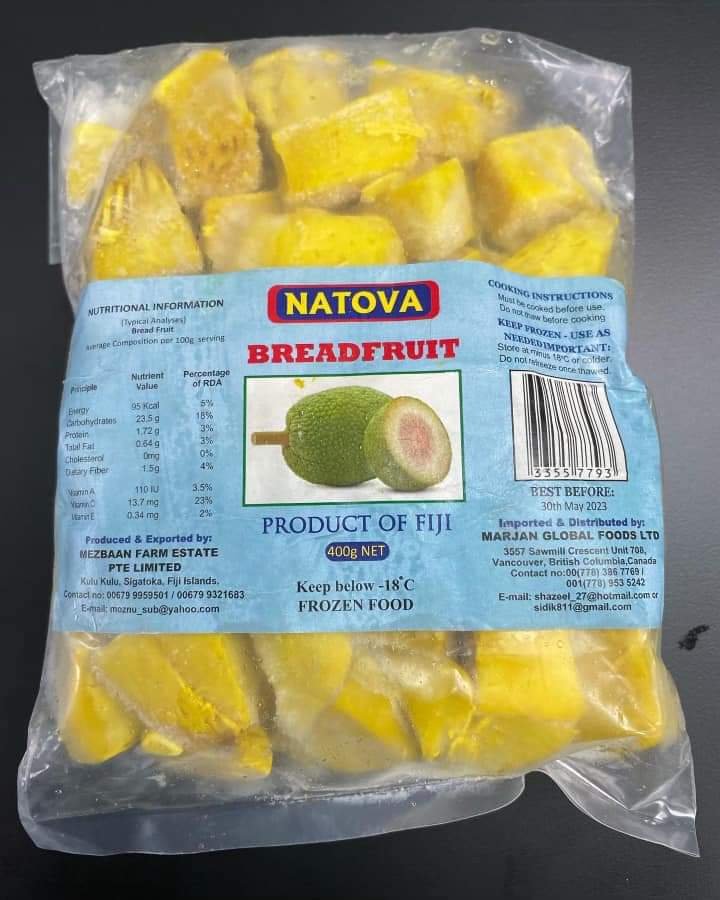 NUTRITIONAL INFORMATION
(Typical Analyses)
Bread Fruit
Average Composition per 100g serving
Principle Nutrient Value Percentage of RDA
Energy 95 Kcal 5%
Carbohydrates 23.5 g 18%
Protein 1.72 g 3%
Total Fat 0.64 g 3%
Cholesterol 0mg 0%
Dietary Fiber 1.5g 4%
Vitamin A 110 IU 3.5%
Vitamin C 13.7 mg 23%
Vitamin E 0.34 mg 2%
Produced & Exported by:
MEZBAAN FARM ESTATE
PTE LIMITED
Kulu Kulu, Sigatoka, Fiji Islands.
Contact no: 00679 9959501 / 00679 9321683
E-mail: moznu_sub@yahoo.com
NATOVA
BREADFRUIT
PRODUCT OF FIJI
400g NET
Keep below -18°C
FROZEN FOOD
COOKING INSTRUCTIONS
Must be cooked before use.
Do not thaw before cooking
KEEP FROZEN - USE AS
NEEDED IMPORTANT:
Store at minus 18°C or colder.
Do not refreeze once thawed.
33557793
BEST BEFORE:
30th May 2023
Imported & Distributed by:
MARJAN GLOBAL FOODS LTD
3557 Sawmill Crescent Unit 708,
Vancouver, British Columbia,Canada
Contact no:00(778) 386 7769 /
001(778) 953 5242
E-mail: shazeel_27@hotmail.com or
sidik811@gmail.com